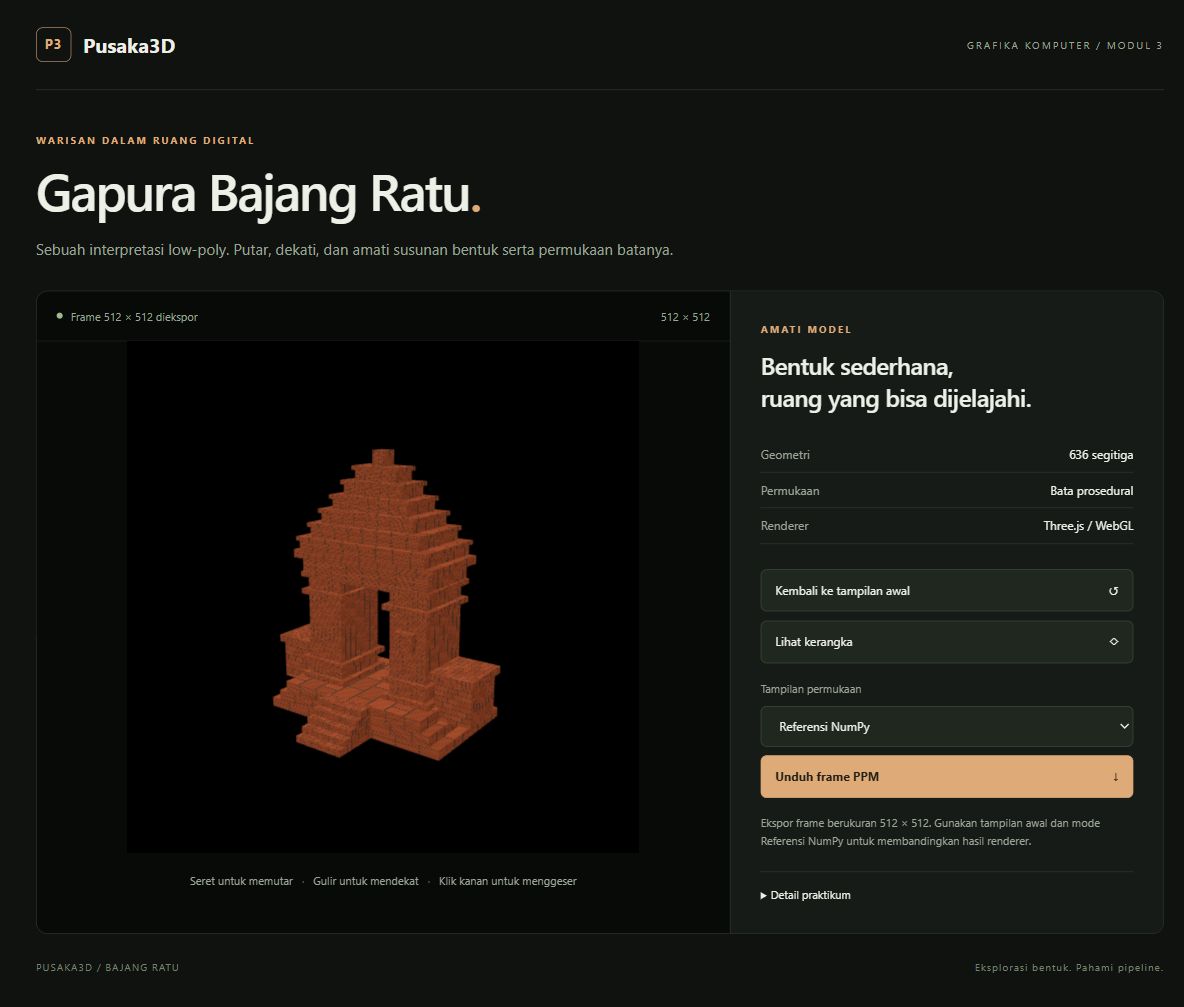 P3
Pusaka3D
GRAFIKA KOMPUTER / MODUL 3
WARISAN DALAM RUANG DIGITAL
Gapura Bajang Ratu.
Sebuah interpretasi low-poly. Putar, dekati, dan amati susunan bentuk serta permukaan batanya.
Frame 512 × 512 diekspor
512 × 512
Seret untuk memutar · Gulir untuk mendekat · Klik kanan untuk menggeser
AMATI MODEL
Bentuk sederhana,
ruang yang bisa dijelajahi.
Geometri 636 segitiga
Permukaan Bata prosedural
Renderer Three.js / WebGL
Kembali ke tampilan awal ↺
Lihat kerangka ◇
Tampilan permukaan
Referensi NumPy
Unduh frame PPM ↓
Ekspor frame berukuran 512 × 512. Gunakan tampilan awal dan mode
Referensi NumPy untuk membandingkan hasil renderer.
▶ Detail praktikum
PUSAKA3D / BAJANG RATU
Eksplorasi bentuk. Pahami pipeline.